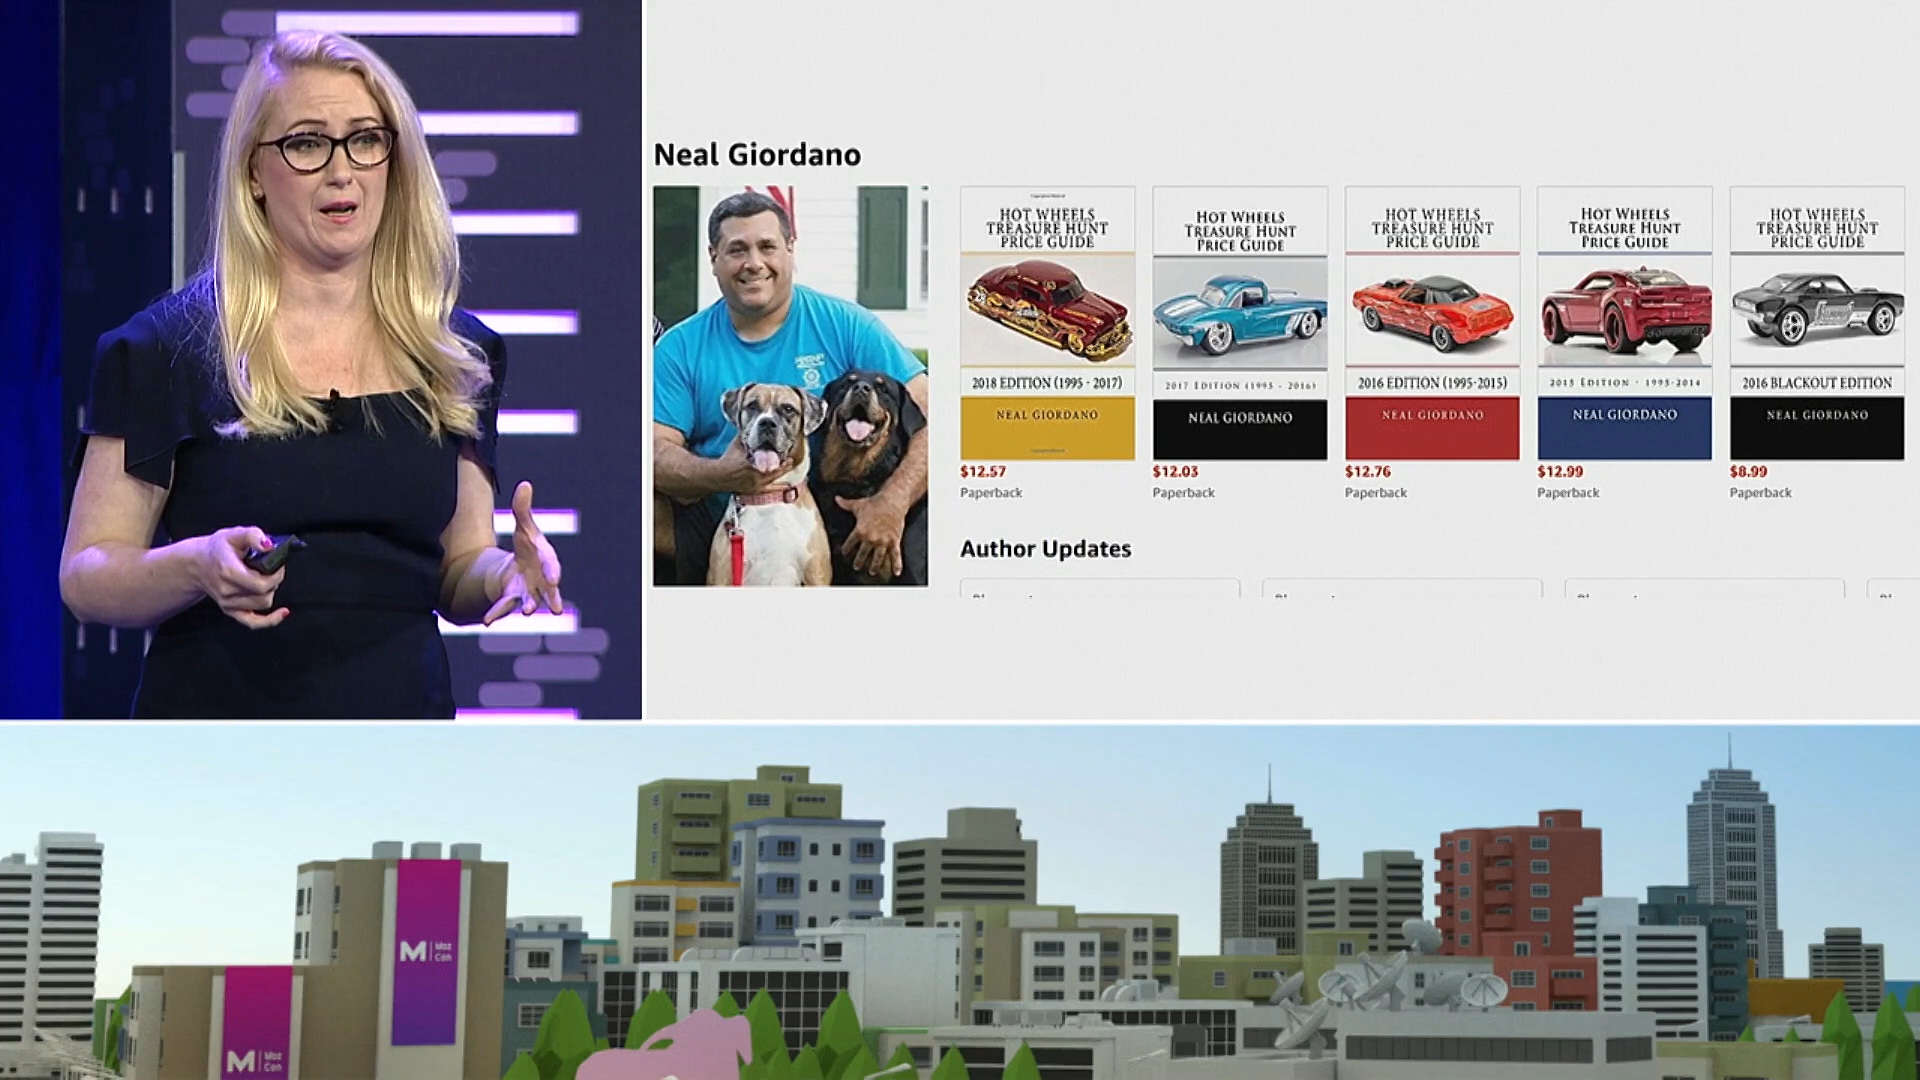 Neal Giordano
HOT WHEELS
TREASURE HUNT
PRICE GUIDE
2018 EDITION (1995 - 2017)
NEAL GIORDANO
$12.57
Paperback
HOT WHEELS
TREASURE HUNT
PRICE GUIDE
2017 EDITION (1995 - 2016)
NEAL GIORDANO
$12.03
Paperback
HOT WHEELS
TREASURE HUNT
PRICE GUIDE
2016 EDITION (1995-2015)
NEAL GIORDANO
$12.76
Paperback
HOT WHEELS
TREASURE HUNT
PRICE GUIDE
2015 EDITION · 1995-2014
NEAL GIORDANO
$12.99
Paperback
HOT WHEELS
TREASURE HUNT
PRICE GUIDE
2016 BLACKOUT EDITION
NEAL GIORDANO
$8.99
Paperback
Author Updates
M Moz
Con
M Moz
Con